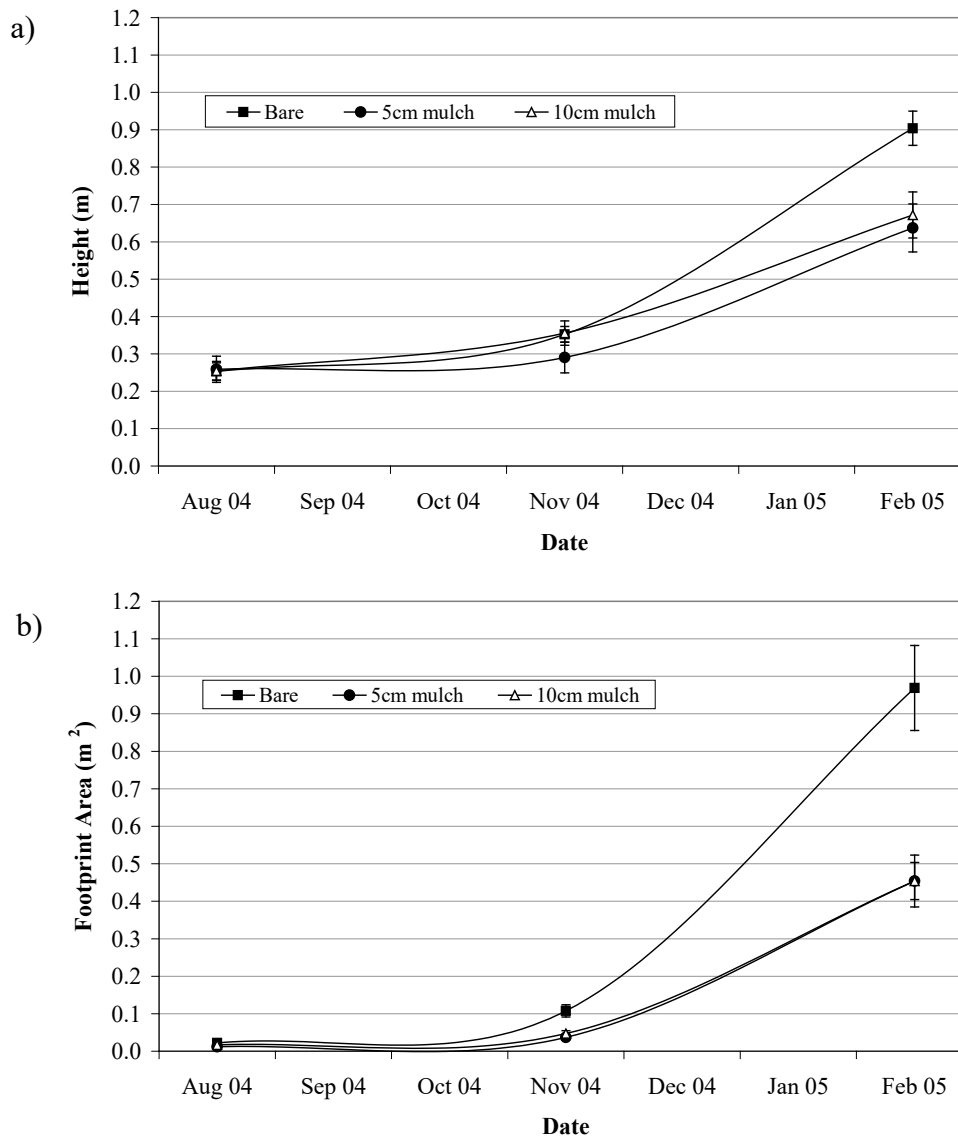 a)
1.2
1.1
1.0
0.9
0.8
0.7
0.6
0.5
0.4
0.3
0.2
0.1
0.0
Height (m)
Bare 5cm mulch 10cm mulch
Aug 04 Sep 04 Oct 04 Nov 04 Dec 04 Jan 05 Feb 05
Date
b)
1.2
1.1
1.0
0.9
0.8
0.7
0.6
0.5
0.4
0.3
0.2
0.1
0.0
Footprint Area (m²)
Bare 5cm mulch 10cm mulch
Aug 04 Sep 04 Oct 04 Nov 04 Dec 04 Jan 05 Feb 05
Date